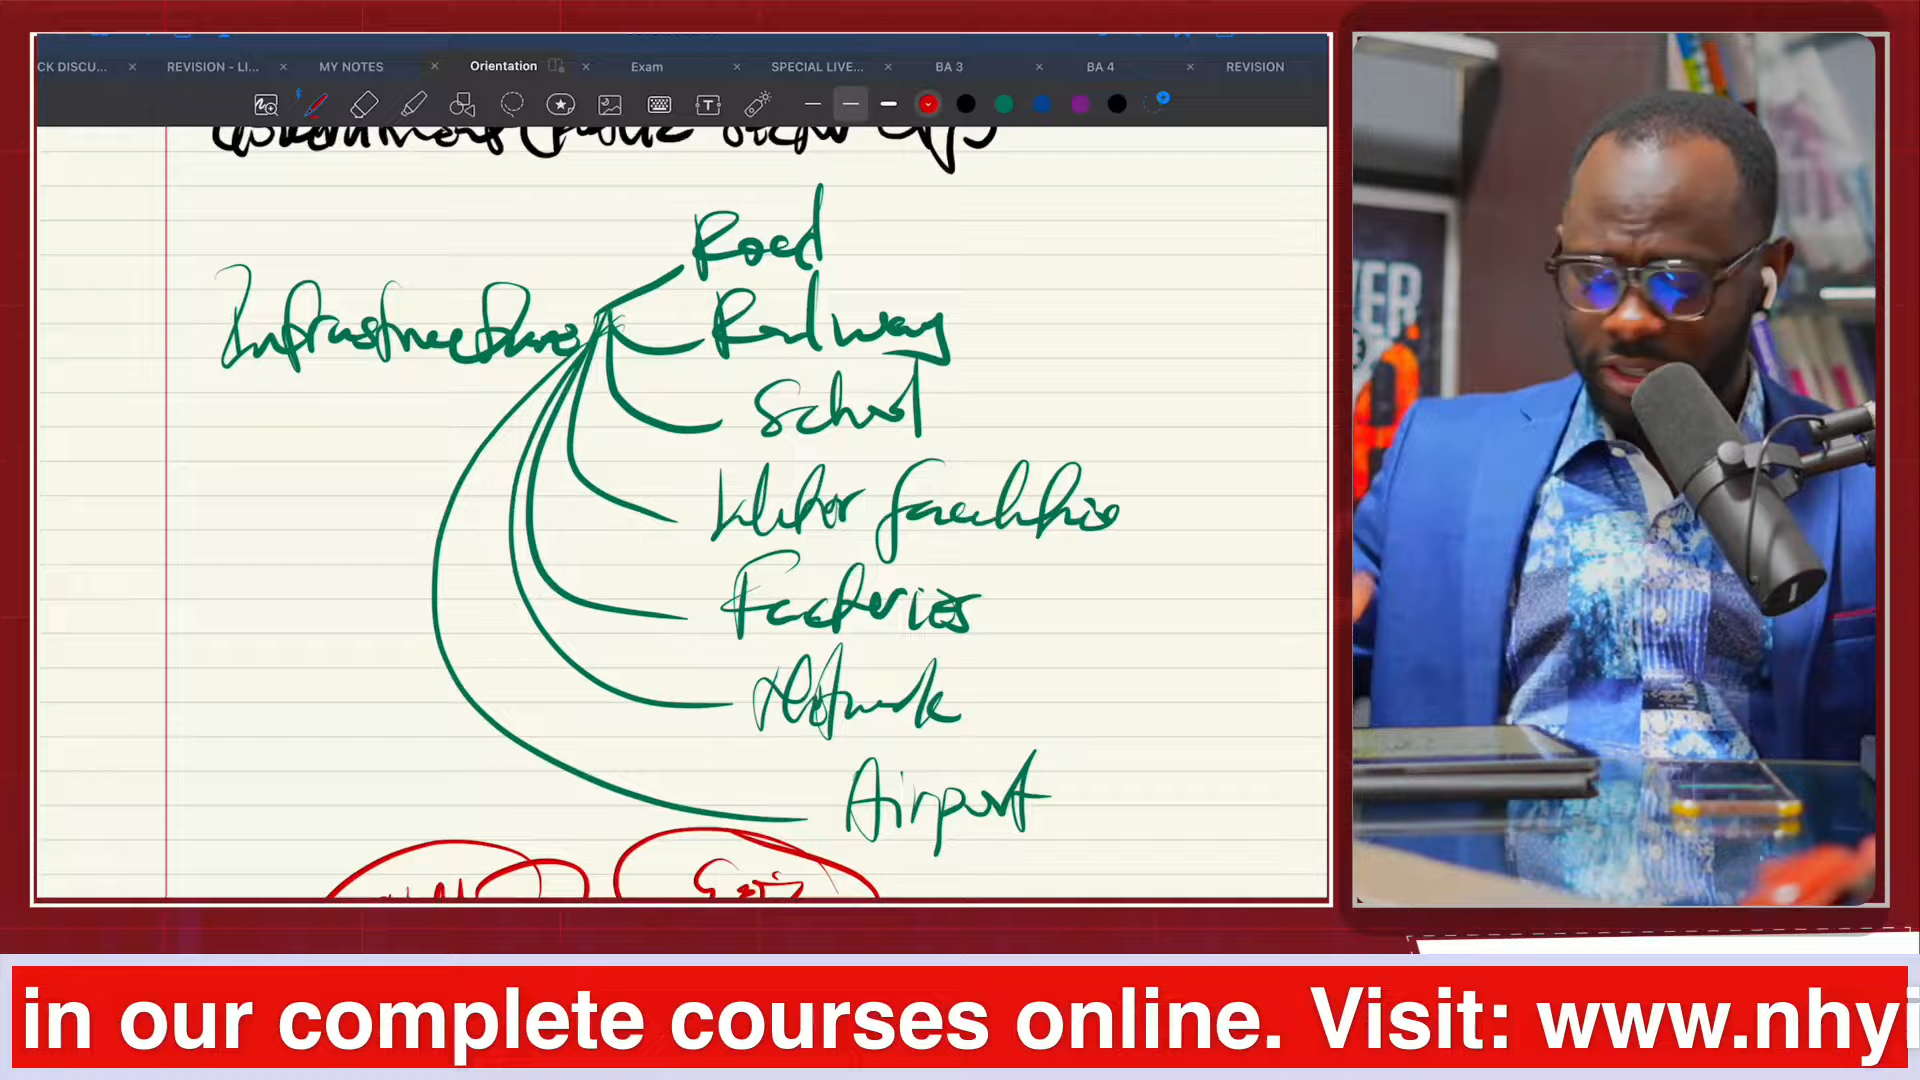 CK DISCU... REVISION - LI... MY NOTES Orientation Exam SPECIAL LIVE... BA 3 BA 4 REVISION
Road
Infrastructure
Railway
School
Water facilities
Factories
Network
Airport
in our complete courses online. Visit: www.nhyi